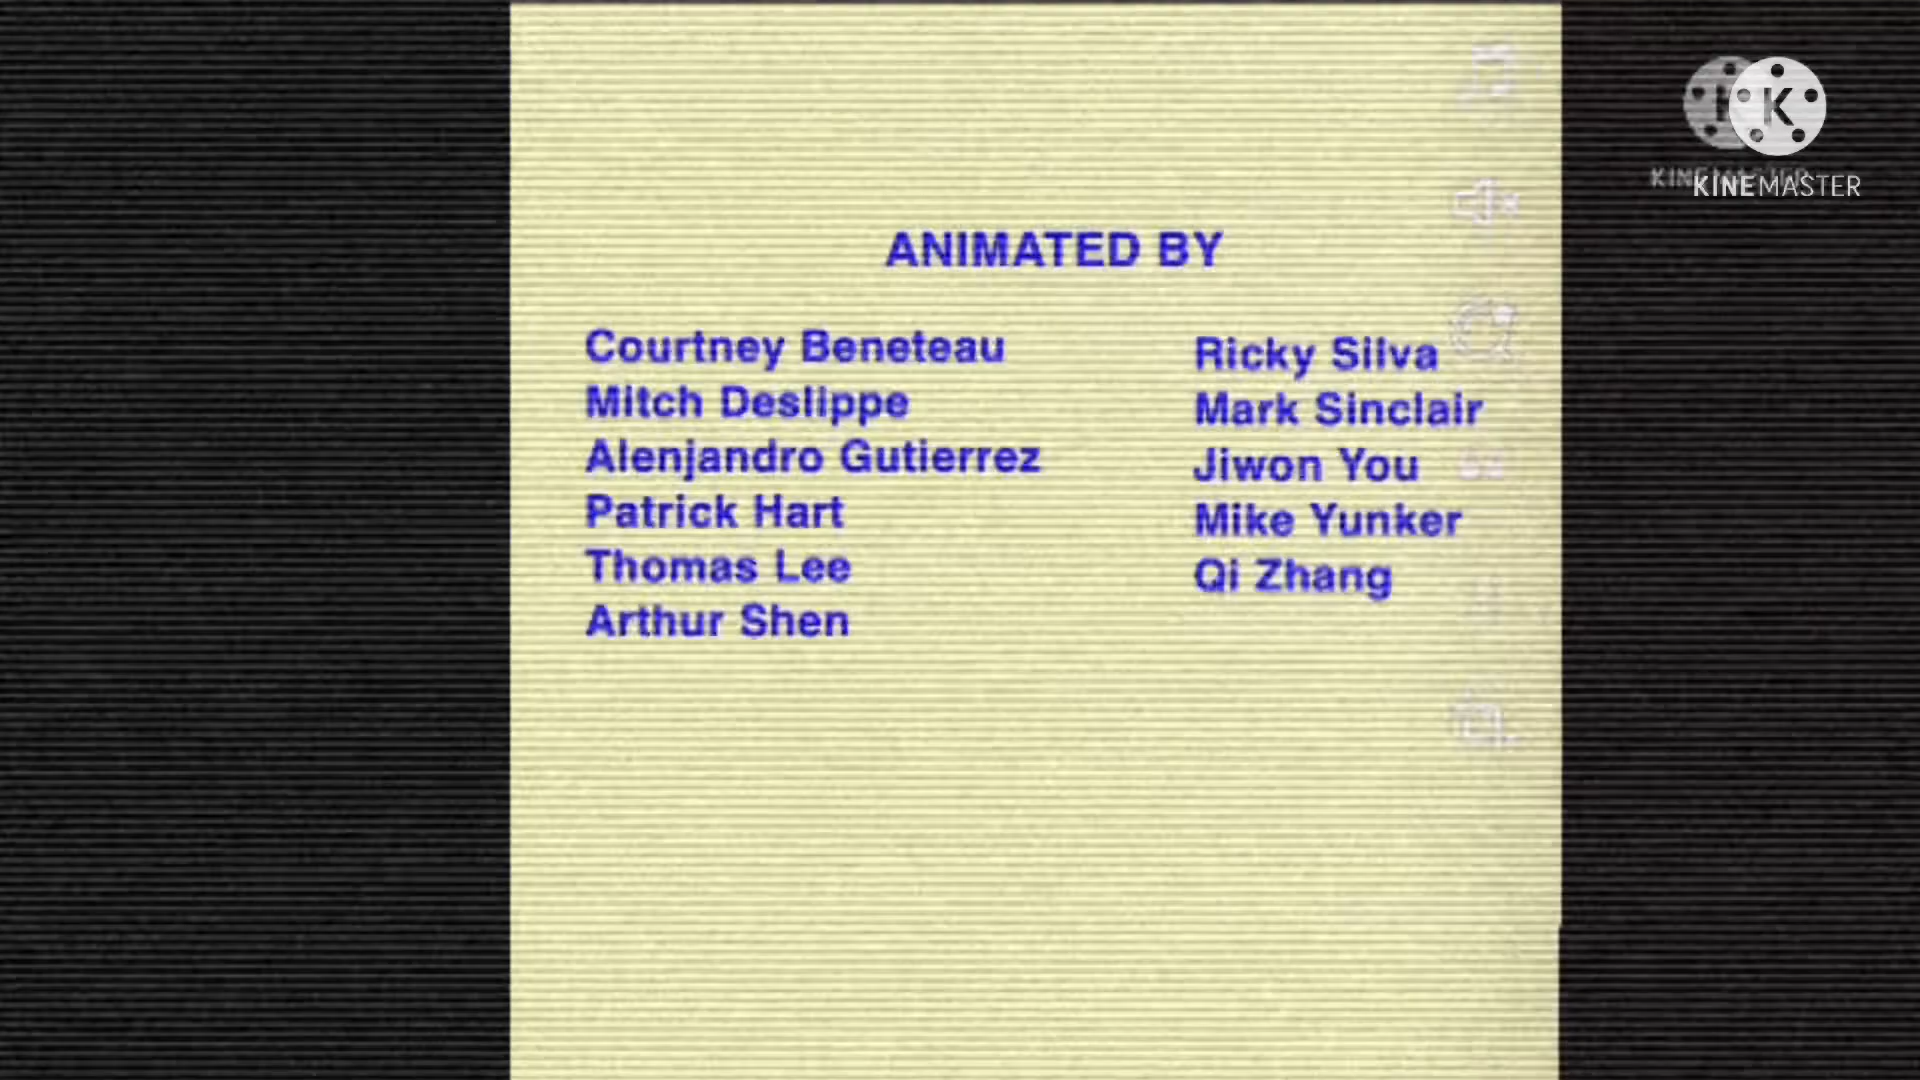 ANIMATED BY
Courtney Beneteau
Mitch Deslippe
Alenjandro Gutierrez
Patrick Hart
Thomas Lee
Arthur Shen
Ricky Silva
Mark Sinclair
Jiwon You
Mike Yunker
Qi Zhang
K
KINEMASTER
K
KINEMASTER